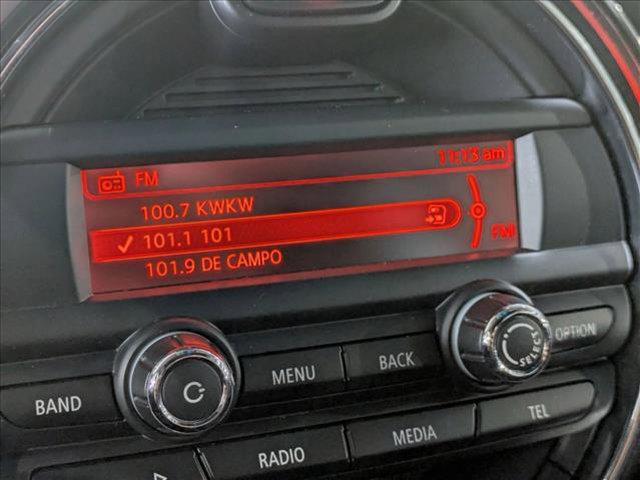 FM 11:13 am
100.7 KWKW
101.1 101
101.9 DE CAMPO
FM
MENU BACK SELECT OPTION
BAND
RADIO MEDIA TEL